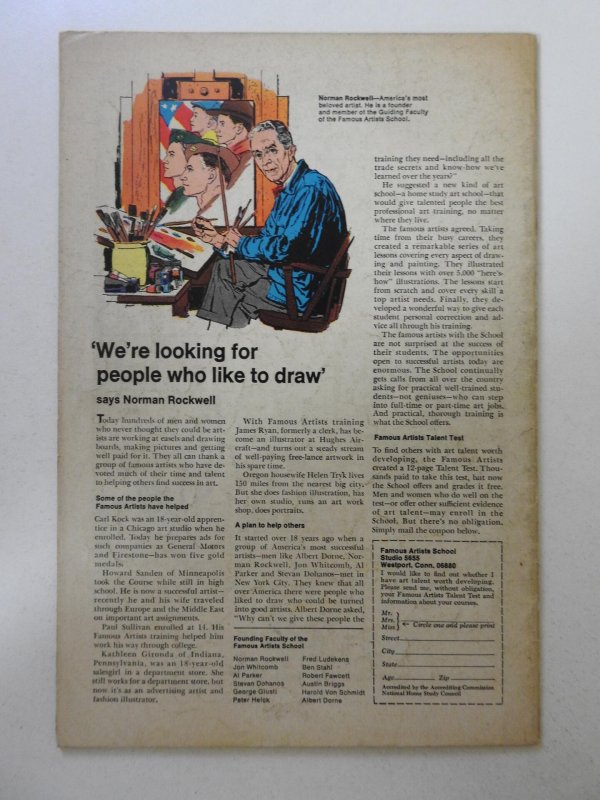 Norman Rockwell—America's most
beloved artist. He is a founder
and member of the Guiding Faculty
of the Famous Artists School.
'We're looking for
people who like to draw'
says Norman Rockwell
Today hundreds of men and women
who never thought they could be art-
ists are working at easels and drawing
boards, making pictures and getting
well paid for it. They all can thank a
group of famous artists who have de-
voted much of their time and talent
to helping others find success in art.
Some of the people the
Famous Artists have helped
Carl Kock was an 18-year-old appren-
tice in a Chicago art studio when he
enrolled. Today he prepares ads for
such companies as General Motors
and Firestone—has won five gold
medals.
Howard Sanden of Minneapolis
took the Course while still in high
school. He is now a successful artist—
recently he and his wife traveled
through Europe and the Middle East
on important art assignments.
Paul Sullivan enrolled at 14. His
Famous Artists training helped him
work his way through college.
Kathleen Gironda of Indiana,
Pennsylvania, was an 18-year-old
salesgirl in a department store. She
still works for a department store, but
now it's as an advertising artist and
fashion illustrator.
With Famous Artists training
James Ryan, formerly a clerk, has be-
come an illustrator at Hughes Air-
craft—and turns out a steady stream
of well-paying free-lance artwork in
his spare time.
Oregon housewife Helen Tryk lives
150 miles from the nearest big city.
But she does fashion illustration, has
her own studio, runs an art work
shop, does portraits.
A plan to help others
It started over 18 years ago when a
group of America's most successful
artists—men like Albert Dorne, Nor-
man Rockwell, Jon Whitcomb, Al
Parker and Stevan Dohanos—met in
New York City. They knew that all
over America there were people who
liked to draw who could be turned
into good artists. Albert Dorne asked,
"Why can't we give these people the
Founding Faculty of the
Famous Artists School
Norman Rockwell
Jon Whitcomb
Al Parker
Stevan Dohanos
George Giusti
Peter Helck
Fred Ludekens
Ben Stahl
Robert Fawcett
Austin Briggs
Harold Von Schmidt
Albert Dorne
training they need—including all the
trade secrets and know-how we've
learned over the years?"
He suggested a new kind of art
school—a home study art school—that
would give talented people the best
professional art training, no matter
where they live.
The famous artists agreed. Taking
time from their busy careers, they
created a remarkable series of art
lessons covering every aspect of draw-
ing and painting. They illustrated
their lessons with over 5,000 "here's-
how" illustrations. The lessons start
from scratch and cover every skill a
top artist needs. Finally, they de-
veloped a wonderful way to give each
student personal correction and ad-
vice all through his training.
The famous artists with the School
are not surprised at the success of
their students. The opportunities
open to successful artists today are
enormous. The School continually
gets calls from all over the country
asking for practical well-trained stu-
dents—not geniuses—who can step
into full-time or part-time art jobs.
And practical, thorough training is
what the School offers.
Famous Artists Talent Test
To find others with art talent worth
developing, the Famous Artists
created a 12-page Talent Test. Thou-
sands paid to take this test, but now
the School offers and grades it free.
Men and women who do well on the
test—or offer other sufficient evidence
of art talent—may enroll in the
School. But there's no obligation.
Simply mail the coupon below.
Famous Artists School
Studio 5655
Westport, Conn. 06880
I would like to find out whether I
have art talent worth developing.
Please send me, without obligation,
your Famous Artists Talent Test and
information about your courses.
Mr.
Mrs.
Miss
Circle one and please print
Street
City
State
Age Zip
Accredited by the Accrediting Commission
National Home Study Council